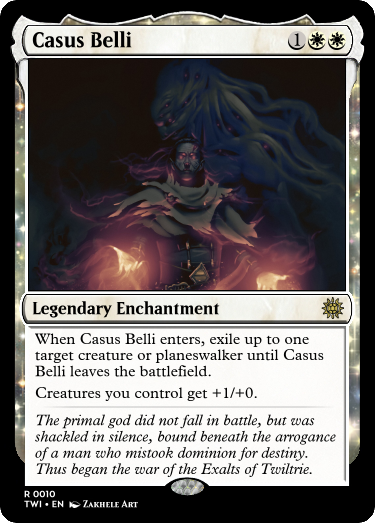 Casus Belli
1
Legendary Enchantment
When Casus Belli enters, exile up to one
target creature or planeswalker until Casus
Belli leaves the battlefield.
Creatures you control get +1/+0.
The primal god did not fall in battle, but was
shackled in silence, bound beneath the arrogance
of a man who mistook dominion for destiny.
Thus began the war of the Exalts of Twiltrie.
R 0010
TWI • EN Zakhele Art